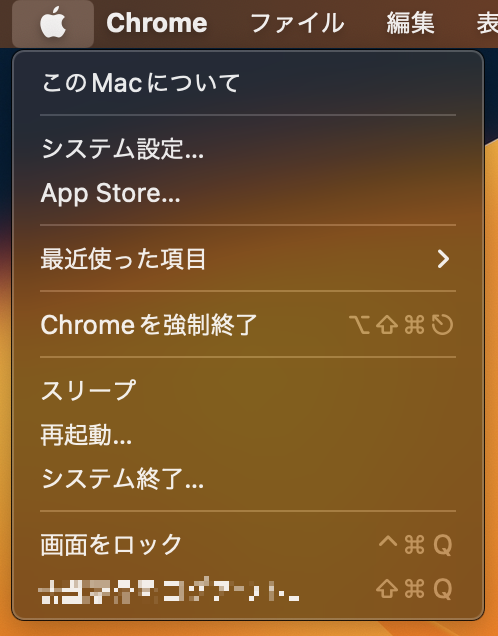 Chrome ファイル 編集 表
このMacについて
システム設定...
App Store...
最近使った項目
Chromeを強制終了 ⌥⇧⌘⎋
スリープ
再起動...
システム終了...
画面をロック ^⌘Q
⇧⌘Q